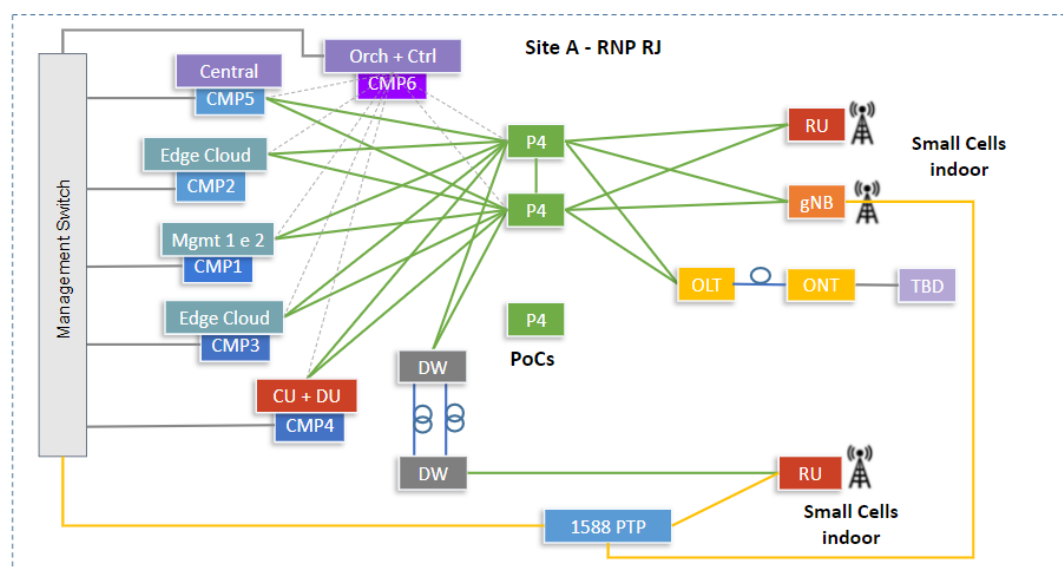 Site A - RNP RJ
Orch + Ctrl
CMP6
Central
CMP5
Edge Cloud
CMP2
Mgmt 1 e 2
CMP1
Edge Cloud
CMP3
CU + DU
CMP4
Management Switch
P4
P4
P4
PoCs
RU
Small Cells
indoor
gNB
OLT
ONT
TBD
DW
DW
RU
Small Cells
indoor
1588 PTP